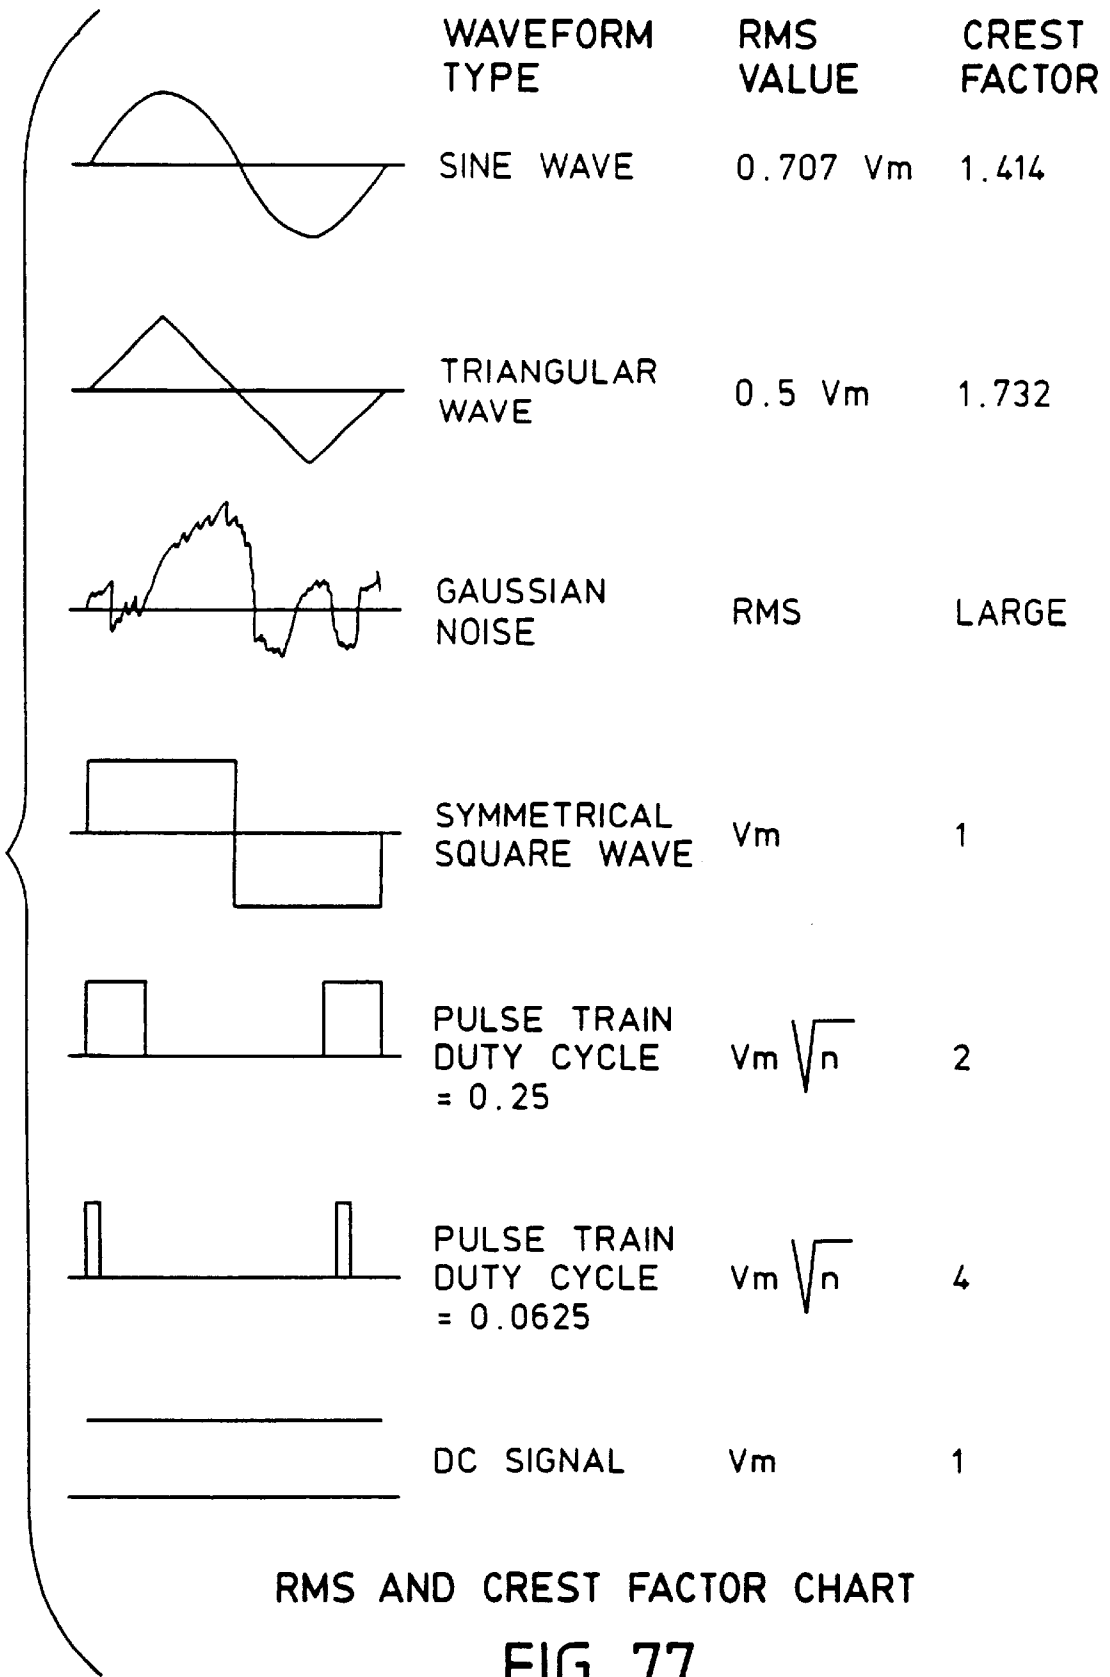 WAVEFORM TYPE RMS VALUE CREST FACTOR
SINE WAVE 0.707 Vm 1.414
TRIANGULAR WAVE 0.5 Vm 1.732
GAUSSIAN NOISE RMS LARGE
SYMMETRICAL SQUARE WAVE Vm 1
PULSE TRAIN DUTY CYCLE = 0.25 Vm √n 2
PULSE TRAIN DUTY CYCLE = 0.0625 Vm √n 4
DC SIGNAL Vm 1
RMS AND CREST FACTOR CHART
FIG. 77